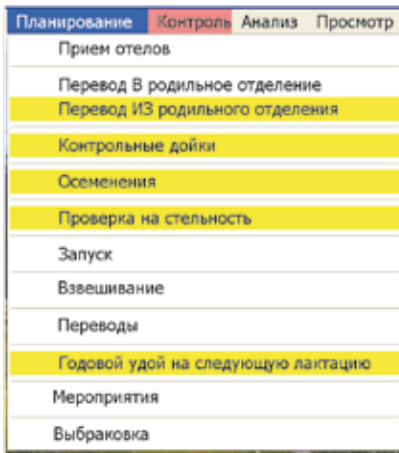 Планирование Контроль Анализ Просмотр
Прием отелов
Перевод В родильное отделение
Перевод ИЗ родильного отделения
Контрольные дойки
Осеменения
Проверка на стельность
Запуск
Взвешивание
Переводы
Годовой удой на следующую лактацию
Мероприятия
Выбраковка